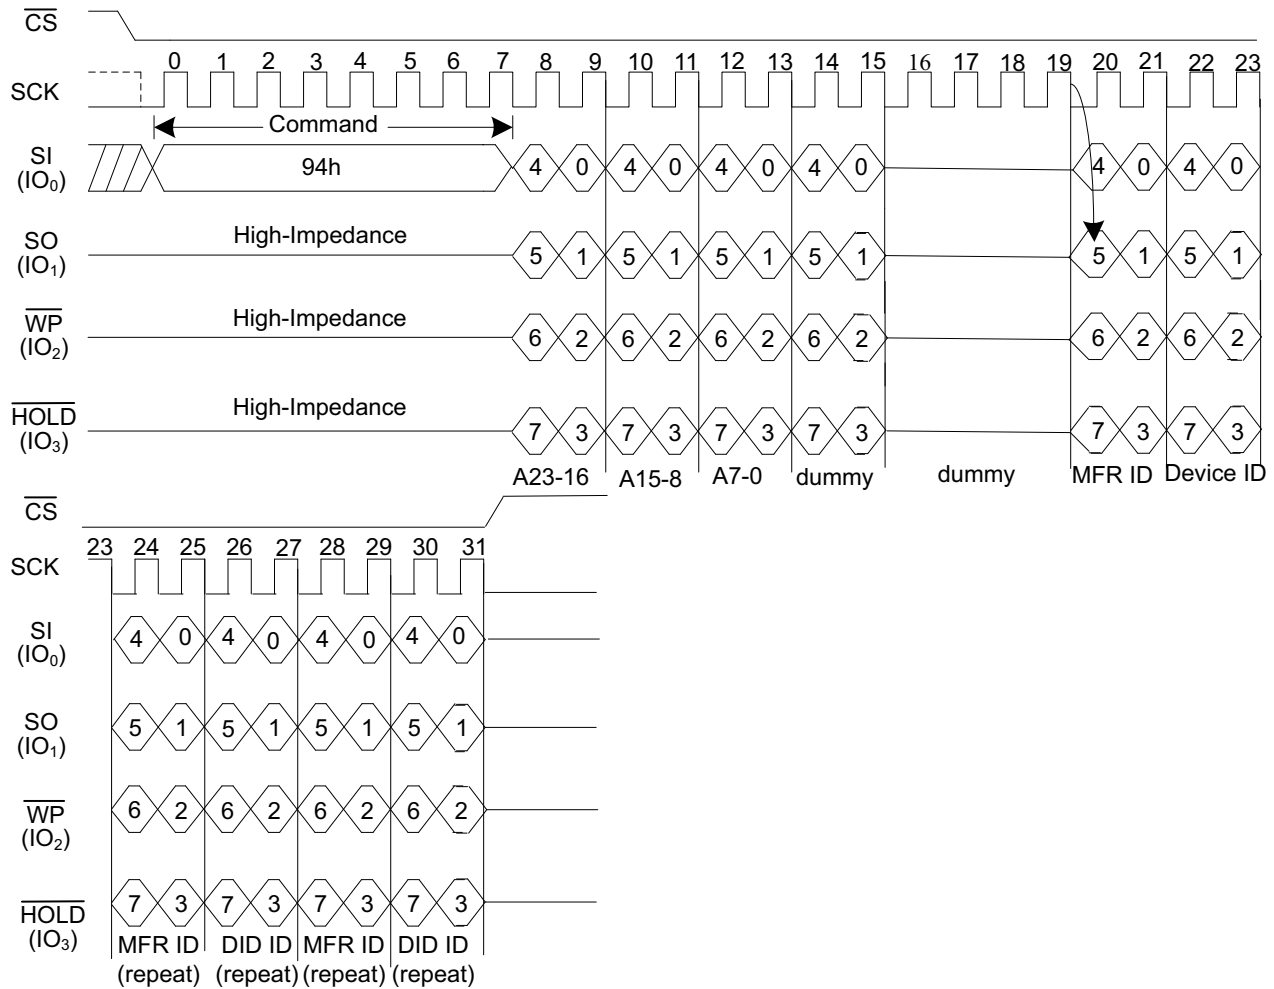 CS
0 1 2 3 4 5 6 7 8 9 10 11 12 13 14 15 16 17 18 19 20 21 22 23
SCK
Command
SI
(IO0)
94h
4 0 4 0 4 0 4 0 4 0 4 0
SO
(IO1)
High-Impedance
5 1 5 1 5 1 5 1 5 1 5 1
WP
(IO2)
High-Impedance
6 2 6 2 6 2 6 2 6 2 6 2
HOLD
(IO3)
High-Impedance
7 3 7 3 7 3 7 3 7 3 7 3
A23-16 A15-8 A7-0 dummy dummy MFR ID Device ID
CS
23 24 25 26 27 28 29 30 31
SCK
SI
(IO0)
4 0 4 0 4 0 4 0
SO
(IO1)
5 1 5 1 5 1 5 1
WP
(IO2)
6 2 6 2 6 2 6 2
HOLD
(IO3)
7 3 7 3 7 3 7 3
MFR ID DID ID MFR ID DID ID
(repeat) (repeat) (repeat) (repeat)